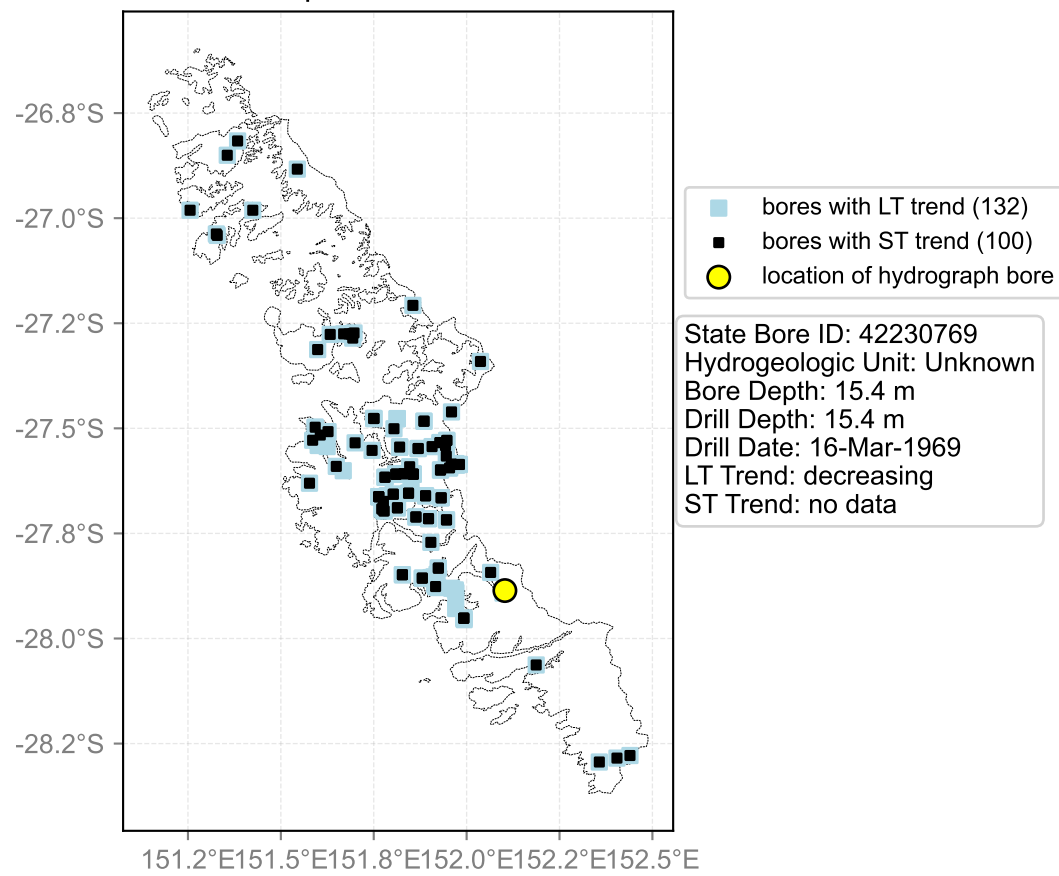 -26.8°S
-27.0°S
-27.2°S
-27.5°S
-27.8°S
-28.0°S
-28.2°S
151.2°E151.5°E151.8°E152.0°E152.2°E152.5°E
bores with LT trend (132)
bores with ST trend (100)
location of hydrograph bore
State Bore ID: 42230769
Hydrogeologic Unit: Unknown
Bore Depth: 15.4 m
Drill Depth: 15.4 m
Drill Date: 16-Mar-1969
LT Trend: decreasing
ST Trend: no data